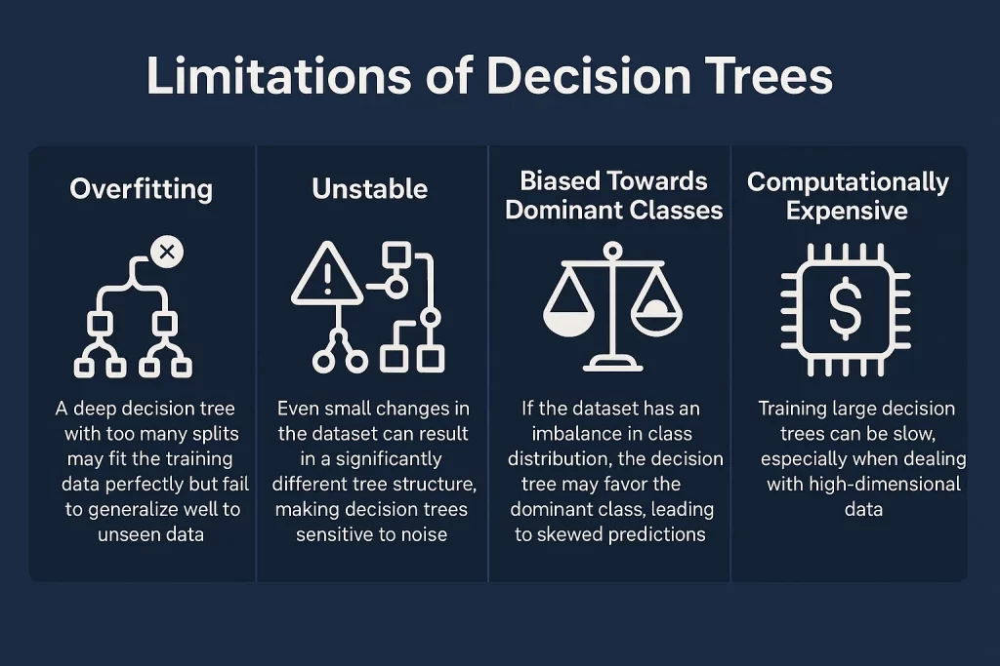 Limitations of Decision Trees
Overfitting
A deep decision tree
with too many splits
may fit the training
data perfectly but fail
to generalize well to
unseen data
Unstable
Even small changes in
the dataset can result
in a significantly
different tree structure,
making decision trees
sensitive to noise
Biased Towards
Dominant Classes
If the dataset has an
imbalance in class
distribution, the decision
tree may favor the
dominant class, leading
to skewed predictions
Computationally
Expensive
$
Training large decision
trees can be slow,
especially when dealing
with high-dimensional
data